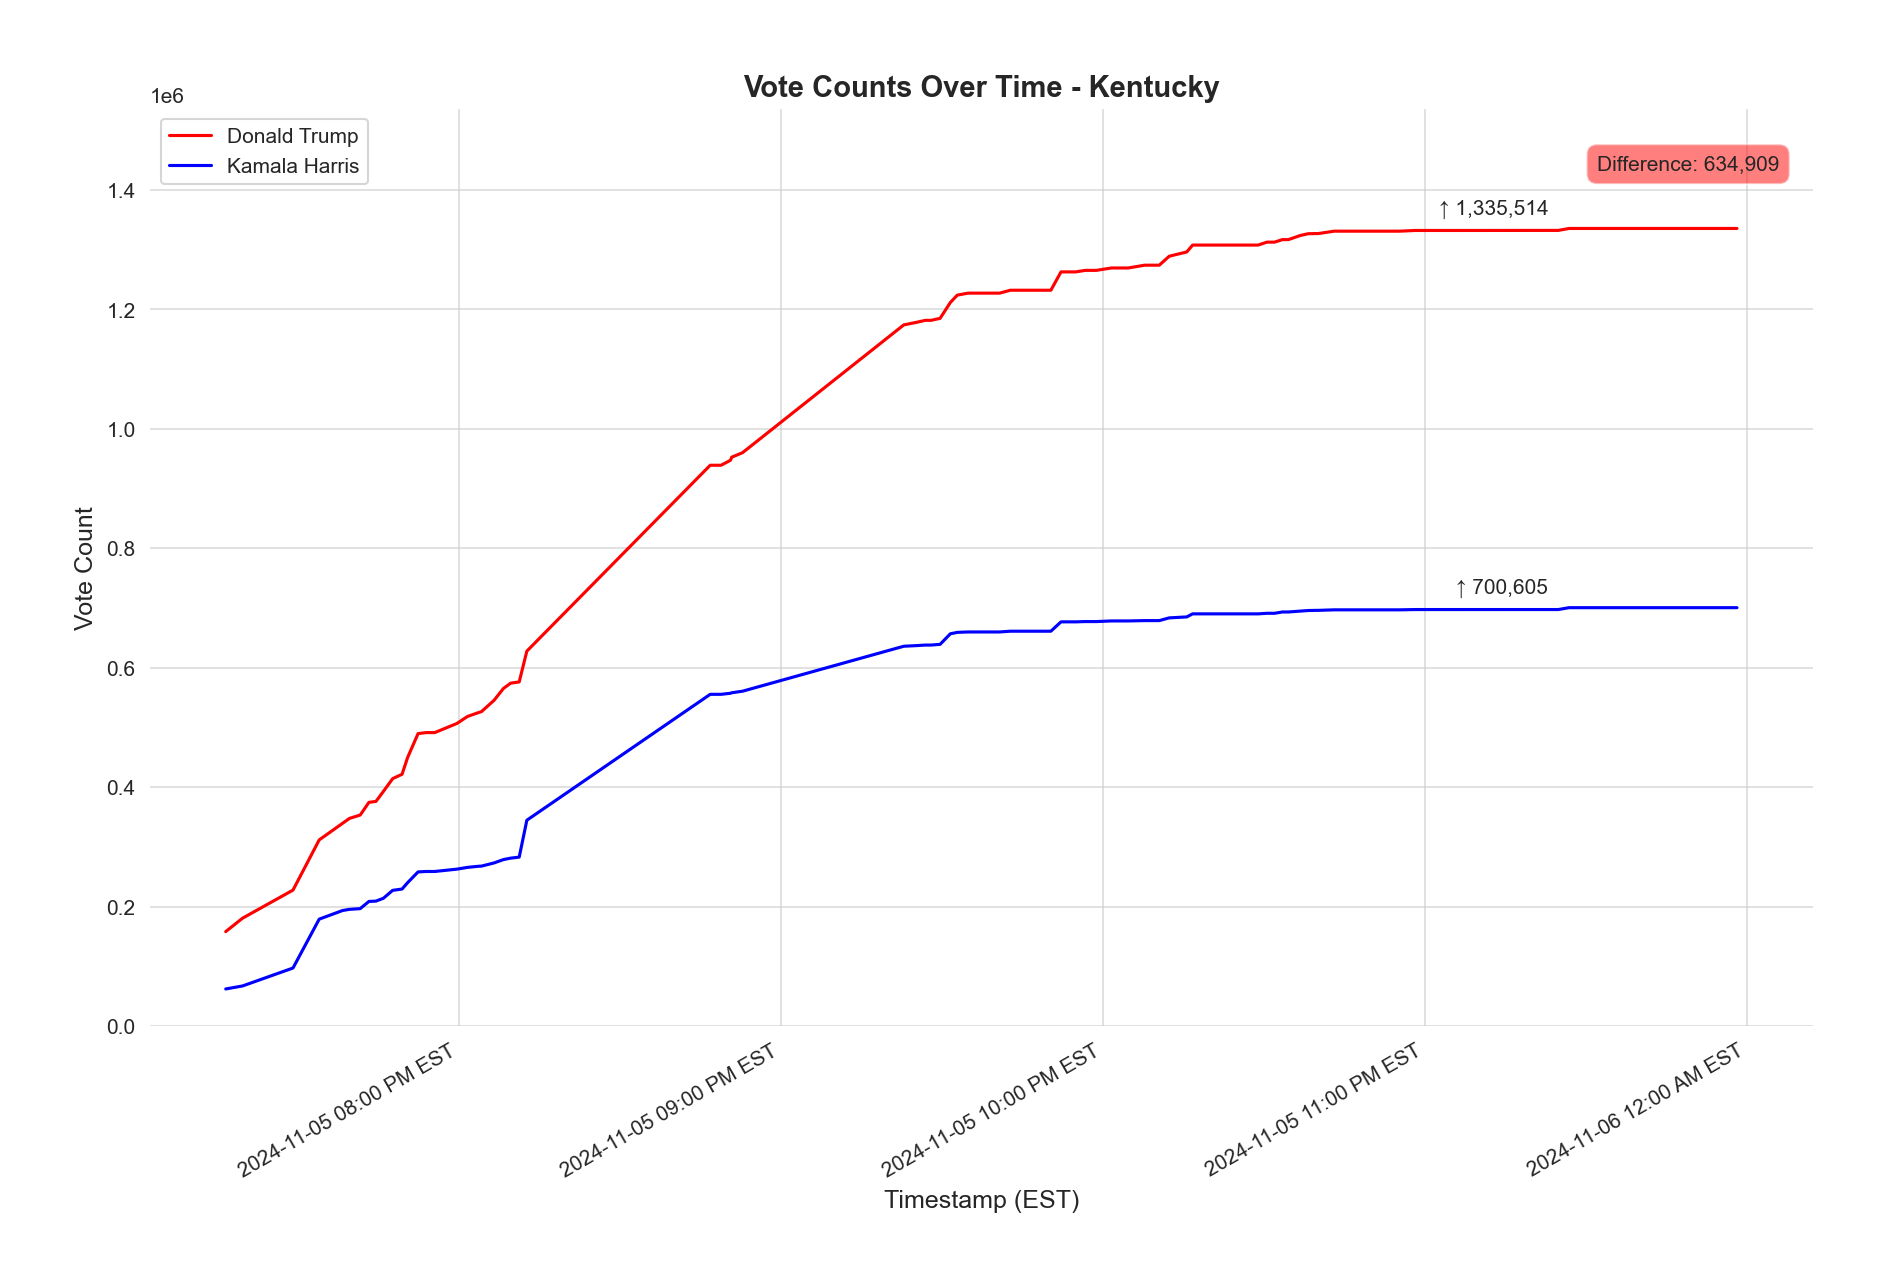 Vote Counts Over Time - Kentucky
1e6
Donald Trump
Kamala Harris
Difference: 634,909
↑ 1,335,514
↑ 700,605
1.4
1.2
1.0
0.8
0.6
0.4
0.2
0.0
Vote Count
2024-11-05 08:00 PM EST
2024-11-05 09:00 PM EST
2024-11-05 10:00 PM EST
2024-11-05 11:00 PM EST
2024-11-06 12:00 AM EST
Timestamp (EST)